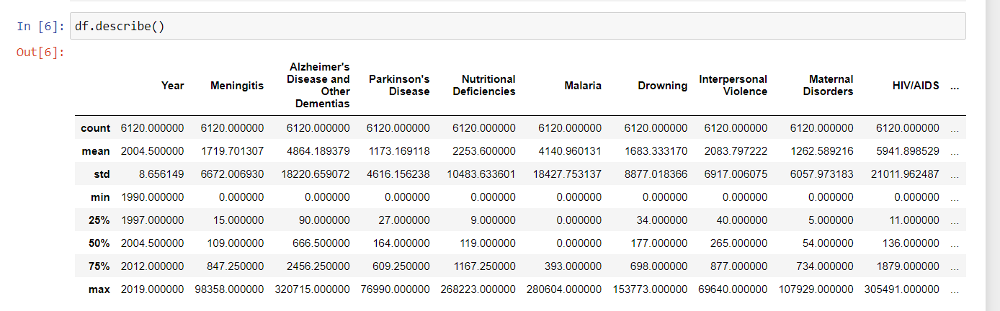 In [6]: df.describe()
Out[6]:
Year Meningitis Alzheimer's Disease and Other Dementias Parkinson's Disease Nutritional Deficiencies Malaria Drowning Interpersonal Violence Maternal Disorders HIV/AIDS ...
count 6120.000000 6120.000000 6120.000000 6120.000000 6120.000000 6120.000000 6120.000000 6120.000000 6120.000000 6120.000000 ...
mean 2004.500000 1719.701307 4864.189379 1173.169118 2253.600000 4140.960131 1683.333170 2083.797222 1262.589216 5941.898529 ...
std 8.656149 6672.006930 18220.659072 4616.156238 10483.633601 18427.753137 8877.018366 6917.006075 6057.973183 21011.962487 ...
min 1990.000000 0.000000 0.000000 0.000000 0.000000 0.000000 0.000000 0.000000 0.000000 0.000000 ...
25% 1997.000000 15.000000 90.000000 27.000000 9.000000 0.000000 34.000000 40.000000 5.000000 11.000000 ...
50% 2004.500000 109.000000 666.500000 164.000000 119.000000 0.000000 177.000000 265.000000 54.000000 136.000000 ...
75% 2012.000000 847.250000 2456.250000 609.250000 1167.250000 393.000000 698.000000 877.000000 734.000000 1879.000000 ...
max 2019.000000 98358.000000 320715.000000 76990.000000 268223.000000 280604.000000 153773.000000 69640.000000 107929.000000 305491.000000 ...